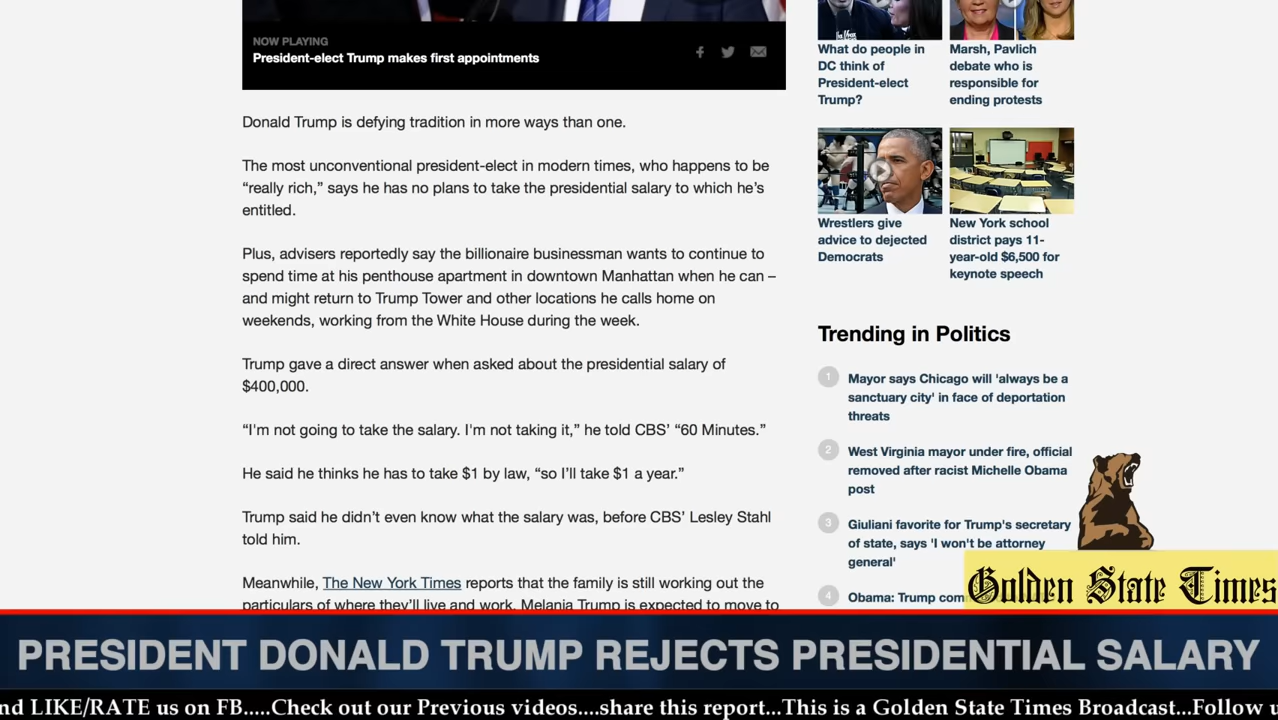 NOW PLAYING
President-elect Trump makes first appointments
Donald Trump is defying tradition in more ways than one.
The most unconventional president-elect in modern times, who happens to be
“really rich,” says he has no plans to take the presidential salary to which he’s
entitled.
Plus, advisers reportedly say the billionaire businessman wants to continue to
spend time at his penthouse apartment in downtown Manhattan when he can –
and might return to Trump Tower and other locations he calls home on
weekends, working from the White House during the week.
Trump gave a direct answer when asked about the presidential salary of
$400,000.
“I'm not going to take the salary. I'm not taking it,” he told CBS’ “60 Minutes.”
He said he thinks he has to take $1 by law, “so I’ll take $1 a year.”
Trump said he didn’t even know what the salary was, before CBS’ Lesley Stahl
told him.
Meanwhile, The New York Times reports that the family is still working out the
particulars of where they’ll live and work. Melania Trump is expected to move to
What do people in
DC think of
President-elect
Trump?
Marsh, Pavlich
debate who is
responsible for
ending protests
Wrestlers give
advice to dejected
Democrats
New York school
district pays 11-
year-old $6,500 for
keynote speech
Trending in Politics
1
Mayor says Chicago will 'always be a
sanctuary city' in face of deportation
threats
2
West Virginia mayor under fire, official
removed after racist Michelle Obama
post
3
Giuliani favorite for Trump's secretary
of state, says 'I won't be attorney
general'
4
Obama: Trump com
Golden State Times
PRESIDENT DONALD TRUMP REJECTS PRESIDENTIAL SALARY
nd LIKE/RATE us on FB.....Check out our Previous videos....share this report...This is a Golden State Times Broadcast...Follow u